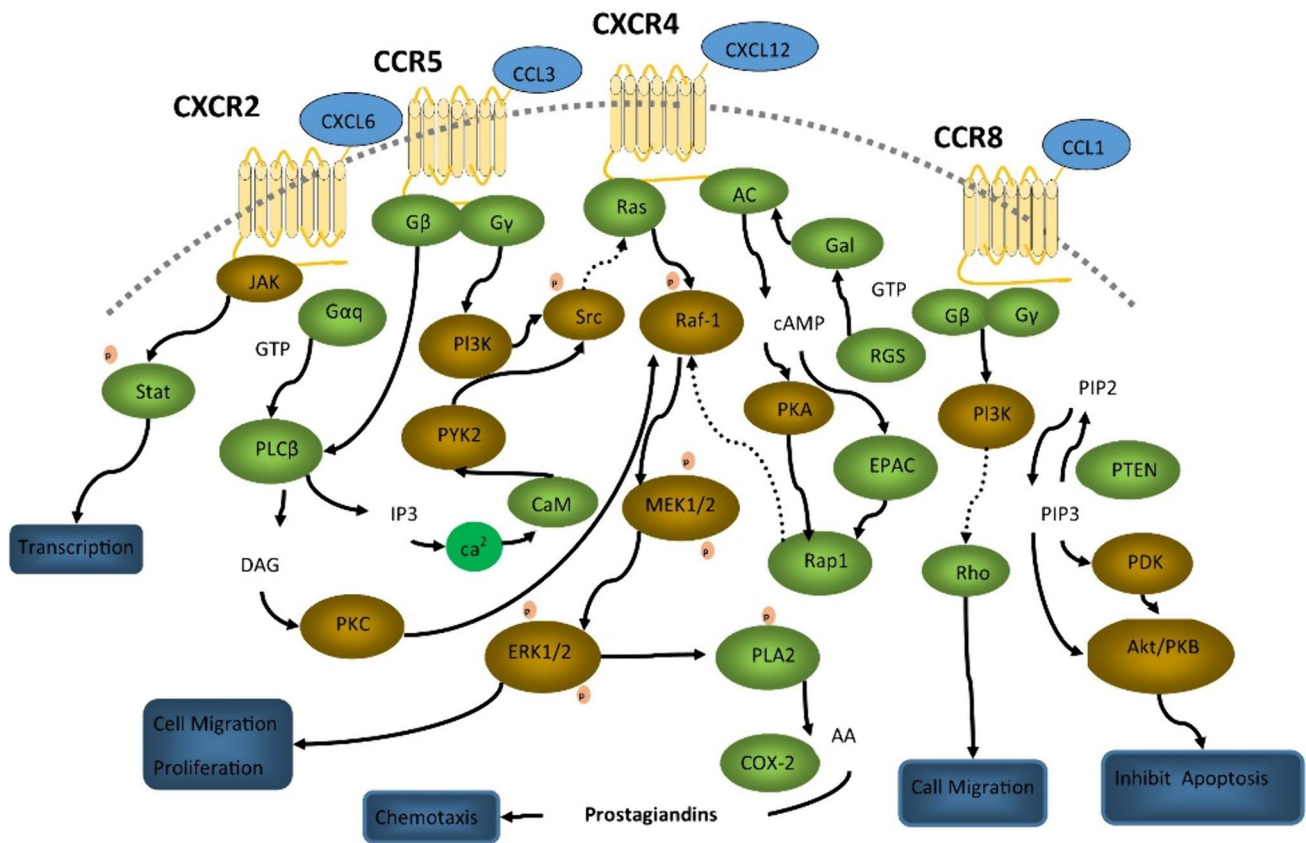 CXCR4
CXCL12
CCR5
CCL3
CXCR2
CXCL6
CCR8
CCL1
Gβ
Gγ
Ras
AC
Gal
JAK
Gαq
GTP
P
Src
P
Raf-1
cAMP
GTP
RGS
Gβ
Gγ
P
Stat
PI3K
PKA
PI3K
PIP2
PLCβ
PYK2
EPAC
PTEN
P
MEK1/2
P
IP3
ca²
CaM
PIP3
Transcription
DAG
Rap1
Rho
PDK
PKC
P
ERK1/2
P
P
PLA2
Akt/PKB
Cell Migration
Proliferation
COX-2
AA
Call Migration
Inhibit Apoptosis
Chemotaxis
Prostagiandins